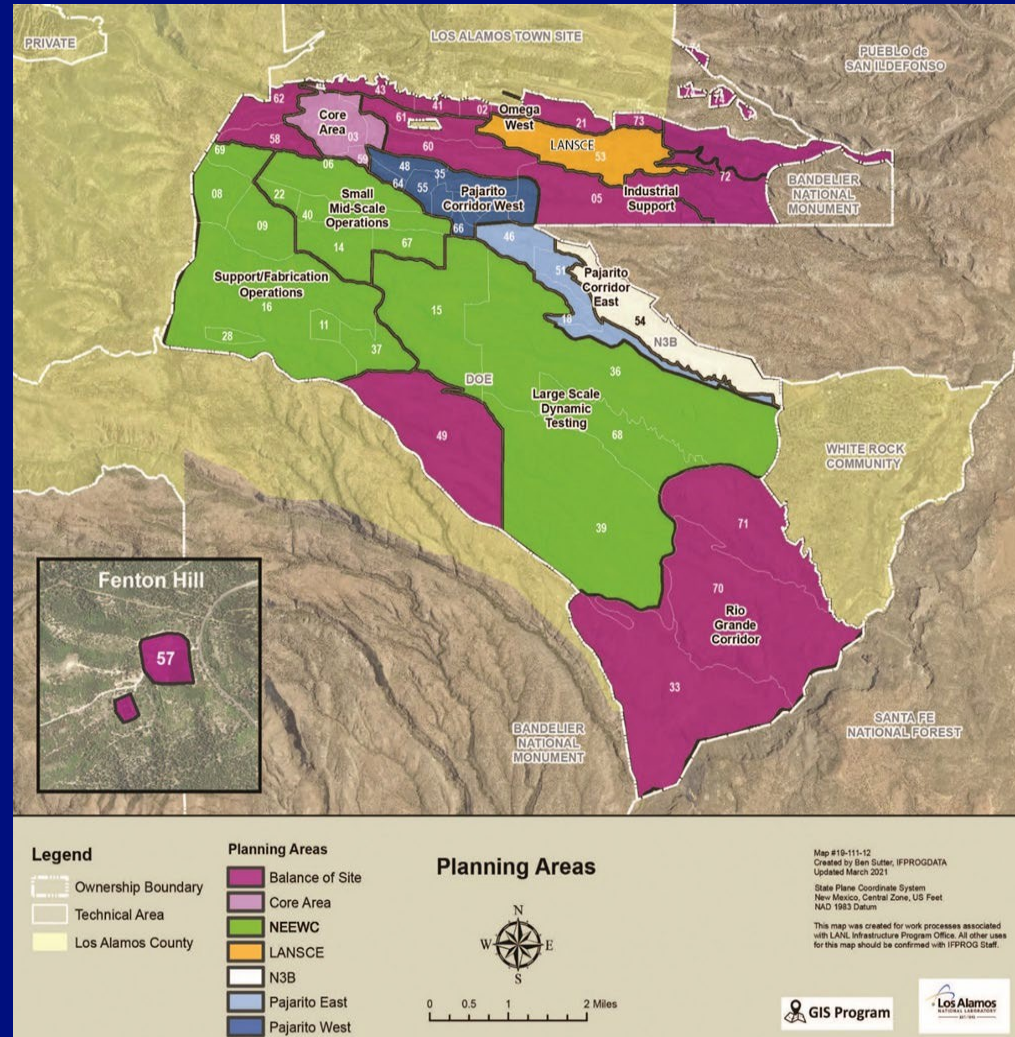 PRIVATE
LOS ALAMOS TOWN SITE
PUEBLO de
SAN ILDEFONSO
62
43
41
02
Omega
West
21
73
74
Core
Area
03
61
60
LANSCE
53
58
59
72
BANDELIER
NATIONAL
MONUMENT
69
06
48
35
64
55
Pajarito
Corridor West
66
05
Industrial
Support
08
22
Small
Mid-Scale
Operations
40
14
67
09
46
51
Pajarito
Corridor
East
54
18
N3B
Support/Fabrication
Operations
16
11
28
37
15
DOE
36
Large Scale
Dynamic
Testing
68
49
39
WHITE ROCK
COMMUNITY
71
70
Rio
Grande
Corridor
33
Fenton Hill
57
BANDELIER
NATIONAL
MONUMENT
SANTA FE
NATIONAL FOREST
Legend
Ownership Boundary
Technical Area
Los Alamos County
Planning Areas
Balance of Site
Core Area
NEEWC
LANSCE
N3B
Pajarito East
Pajarito West
Planning Areas
N
W E
S
0 0.5 1 2 Miles
Map #19-111-12
Created by Ben Sutter, IFPROGDATA
Updated March 2021
State Plane Coordinate System
New Mexico, Central Zone, US Feet
NAD 1983 Datum
This map was created for work processes associated
with LANL Infrastructure Program Office. All other uses
for this map should be confirmed with IFPROG Staff.
GIS Program
Los Alamos
NATIONAL LABORATORY